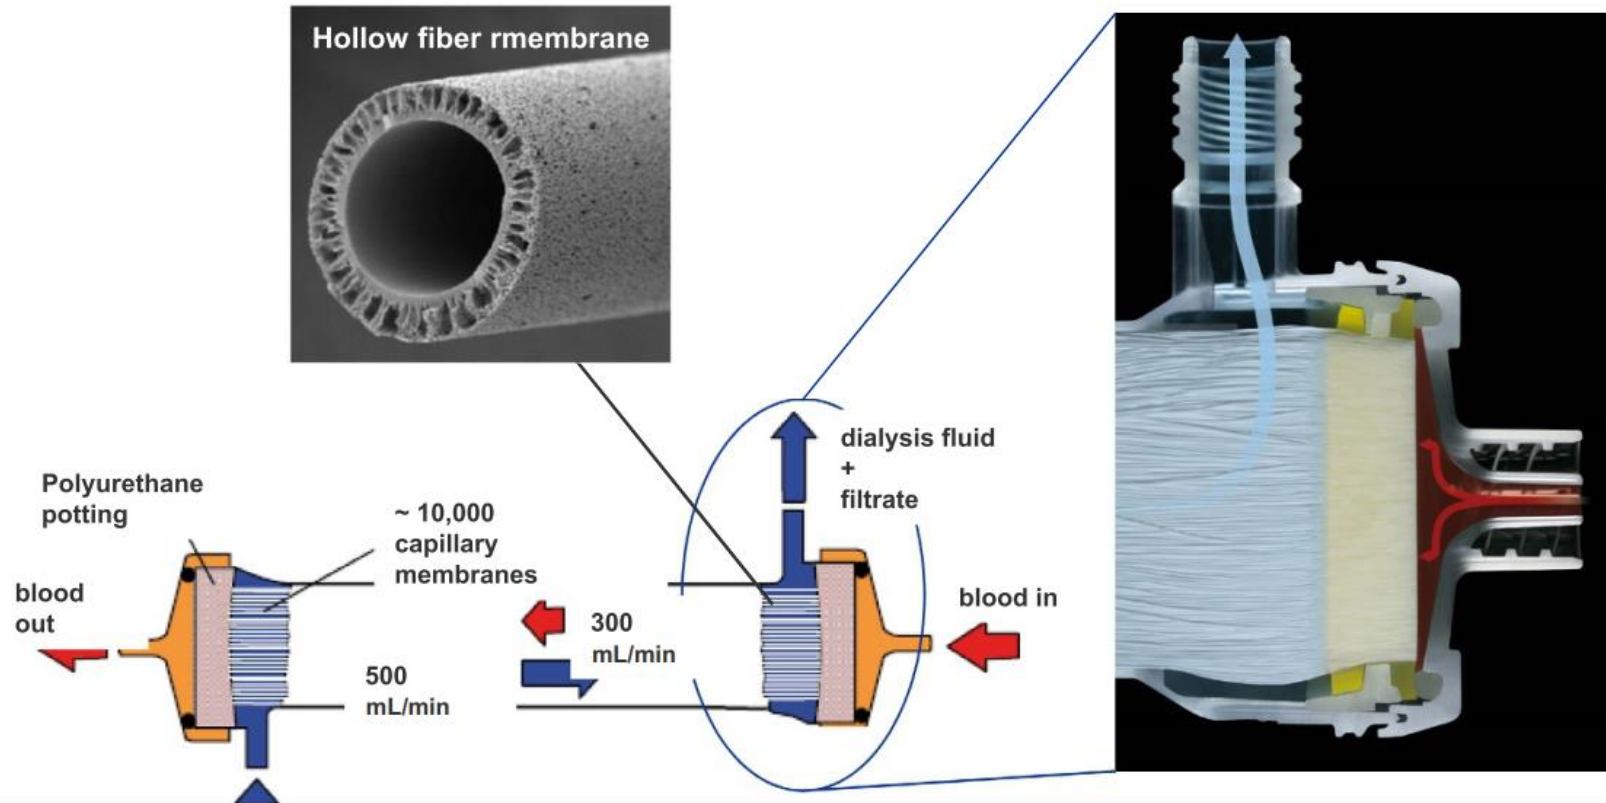 Hollow fiber rmembrane
dialysis fluid
+
filtrate
Polyurethane
potting
~ 10,000
capillary
membranes
blood
out
blood in
300
mL/min
500
mL/min